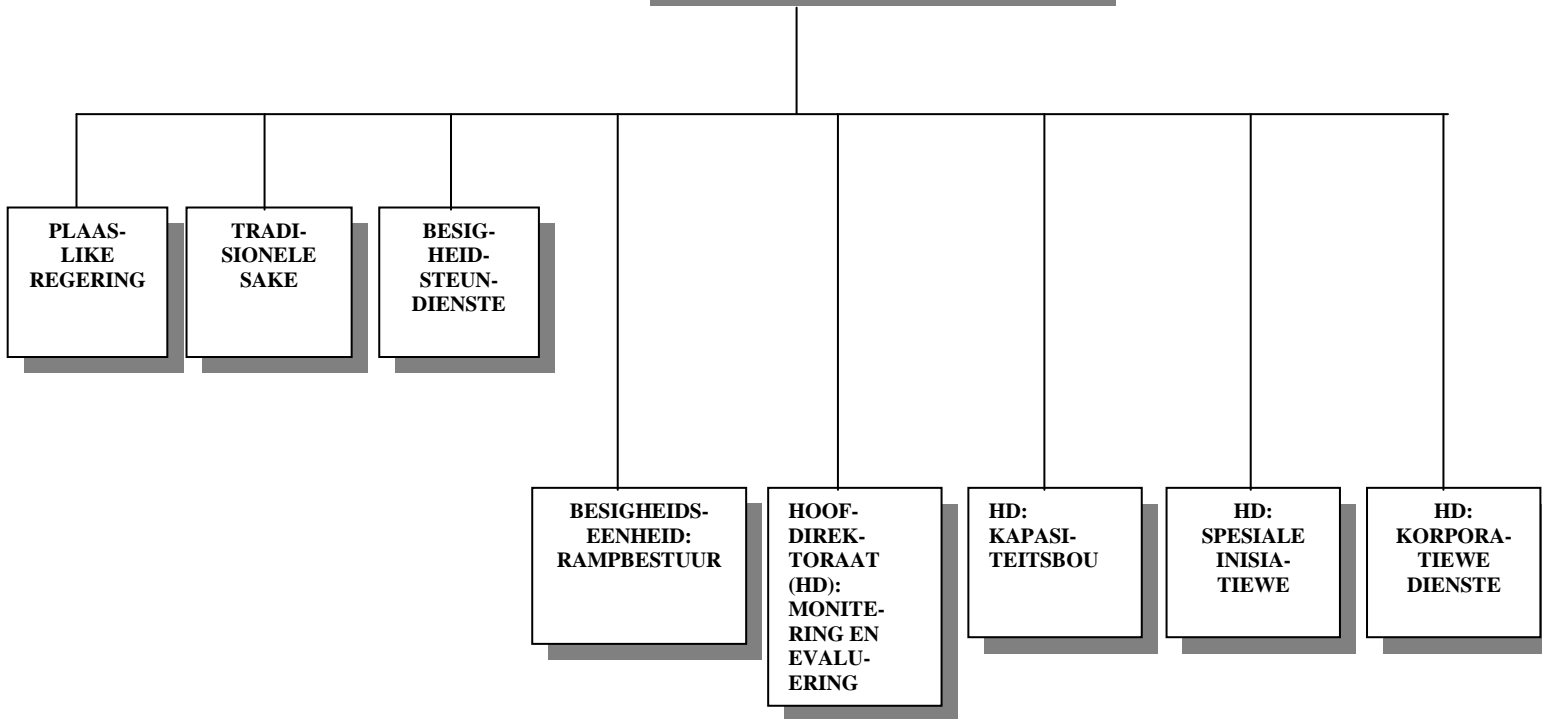 PLAAS-
LIKE
REGERING
TRADI-
SIONELE
SAKE
BESIG-
HEID-
STEUN-
DIENSTE
BESIGHEIDS-
EENHEID:
RAMPBESTUUR
HOOF-
DIREK-
TORAAT
(HD):
MONITE-
RING EN
EVALU-
ERING
HD:
KAPASI-
TEITSBOU
HD:
SPESIALE
INISIA-
TIEWE
HD:
KORPORA-
TIEWE
DIENSTE